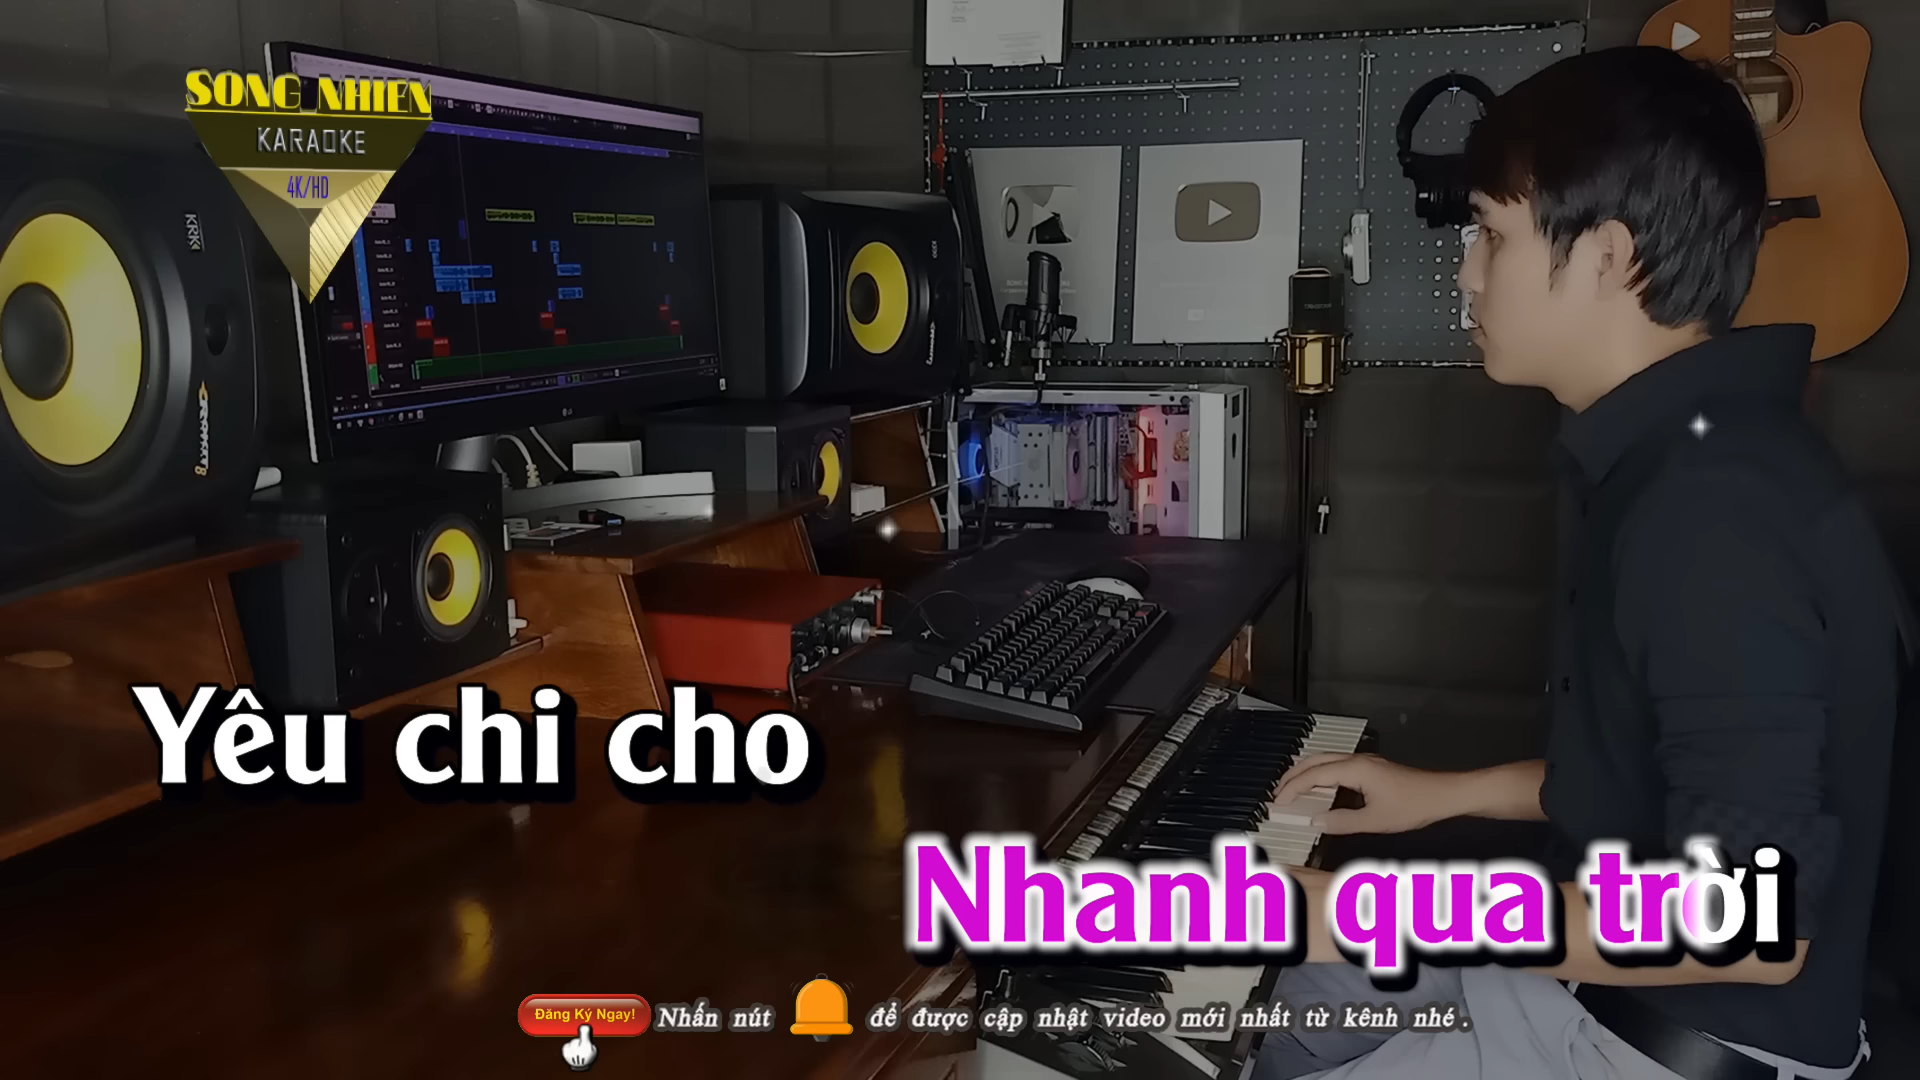 SONG NHIEN
KARAOKE
4K/HD
KRK
Yêu chi cho
Nhanh qua trời
Đăng Ký Ngay!
Nhấn nút để được cập nhật video mới nhất từ kênh nhé .